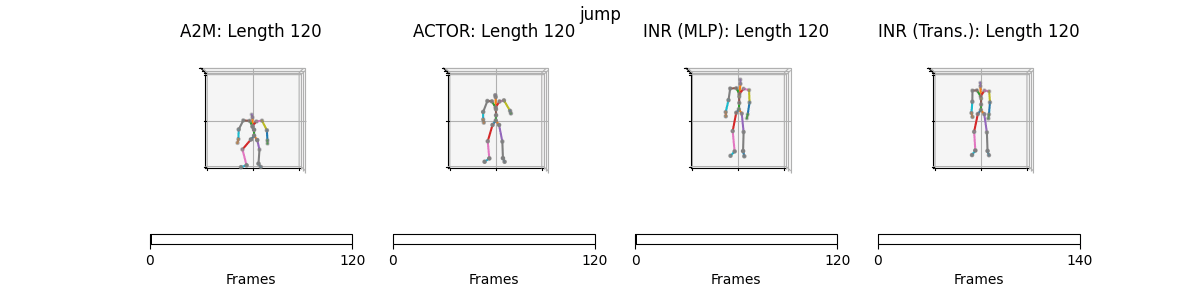 jump
A2M: Length 120
ACTOR: Length 120
INR (MLP): Length 120
INR (Trans.): Length 120
0 120
0 120
0 120
0 140
Frames
Frames
Frames
Frames